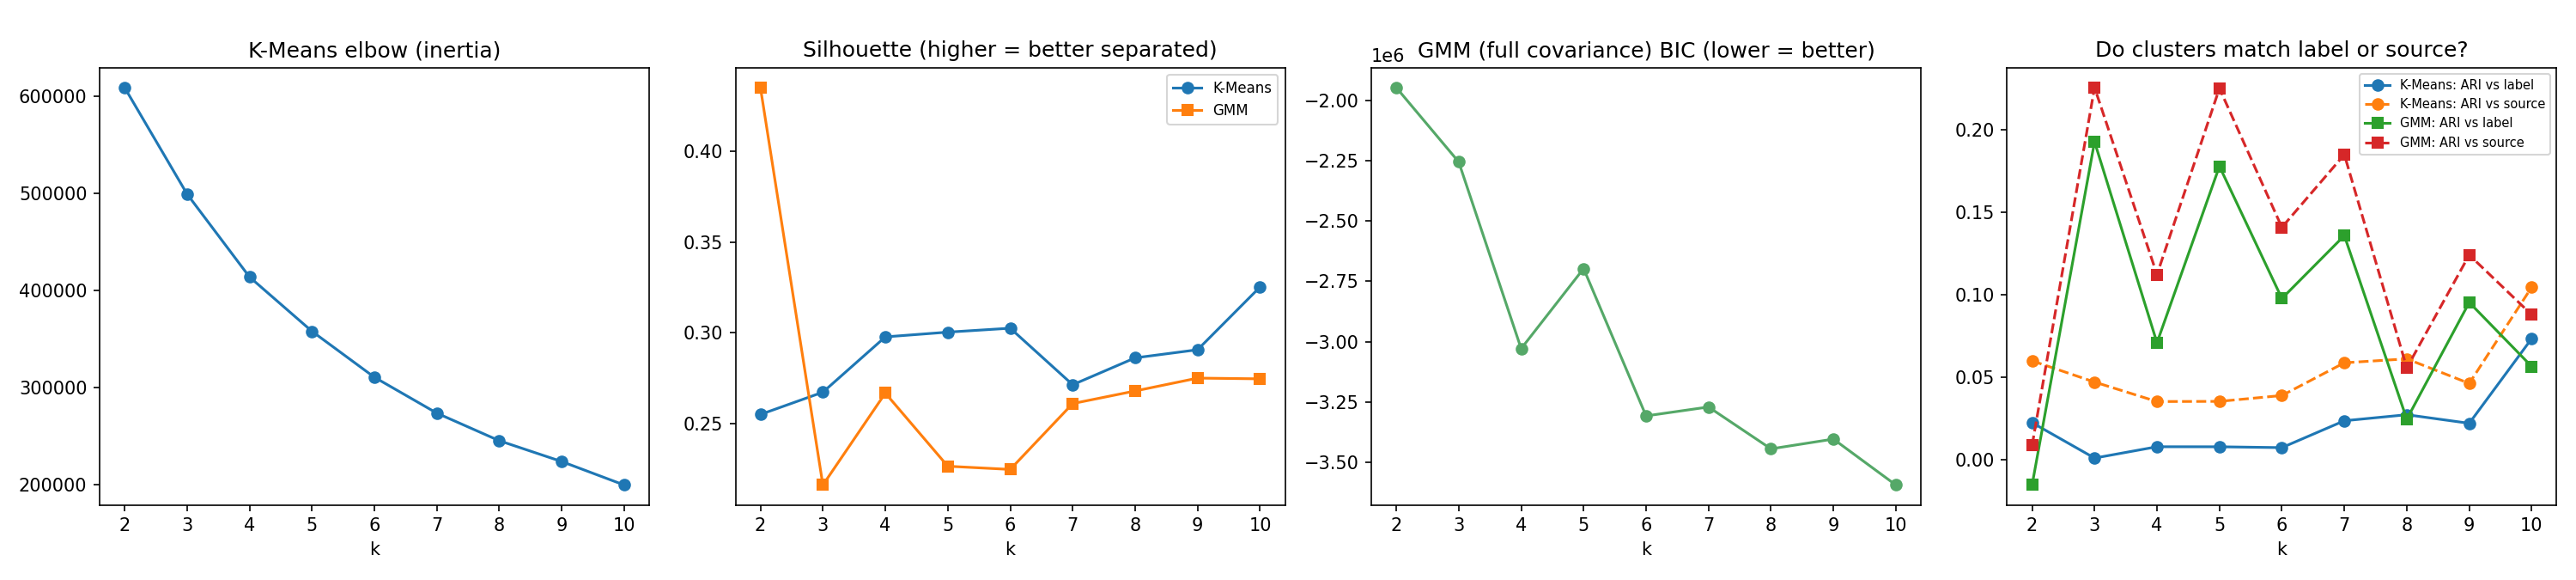 K-Means elbow (inertia)
600000
500000
400000
300000
200000
2 3 4 5 6 7 8 9 10
k
Silhouette (higher = better separated)
K-Means
GMM
0.40
0.35
0.30
0.25
2 3 4 5 6 7 8 9 10
k
1e6 GMM (full covariance) BIC (lower = better)
−2.00
−2.25
−2.50
−2.75
−3.00
−3.25
−3.50
2 3 4 5 6 7 8 9 10
k
Do clusters match label or source?
K-Means: ARI vs label
K-Means: ARI vs source
GMM: ARI vs label
GMM: ARI vs source
0.20
0.15
0.10
0.05
0.00
2 3 4 5 6 7 8 9 10
k